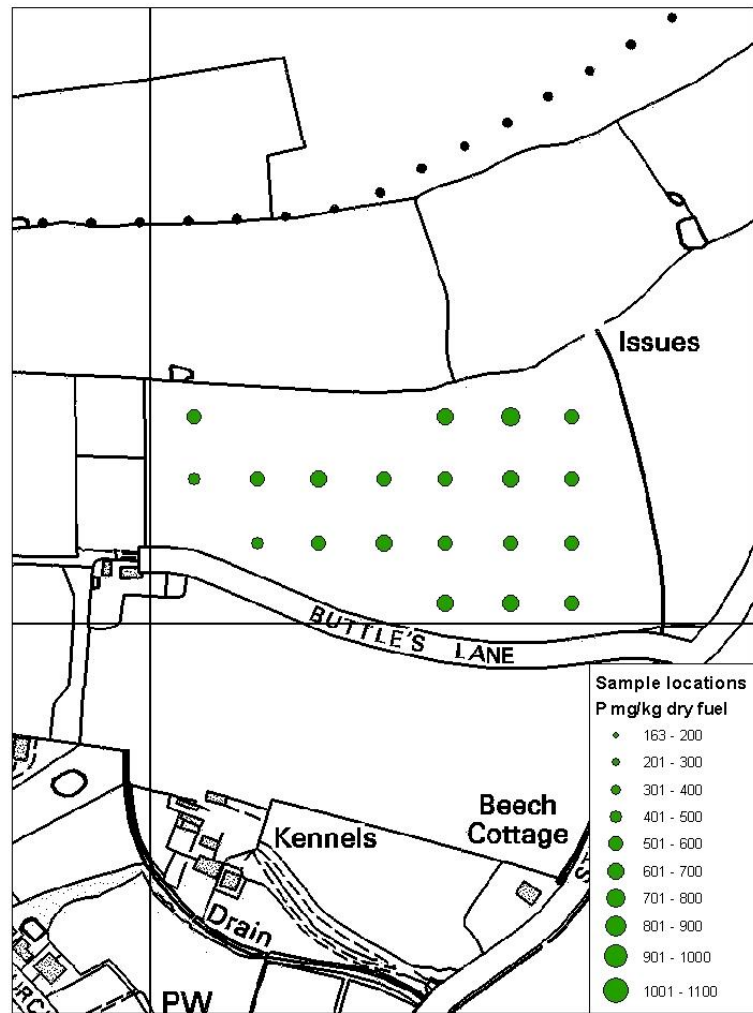 Issues
BUTTLE'S LANE
Sample locations
P mg/kg dry fuel
163 - 200
201 - 300
301 - 400
401 - 500
501 - 600
601 - 700
701 - 800
801 - 900
901 - 1000
1001 - 1100
Beech
Cottage
Kennels
Drain
PW